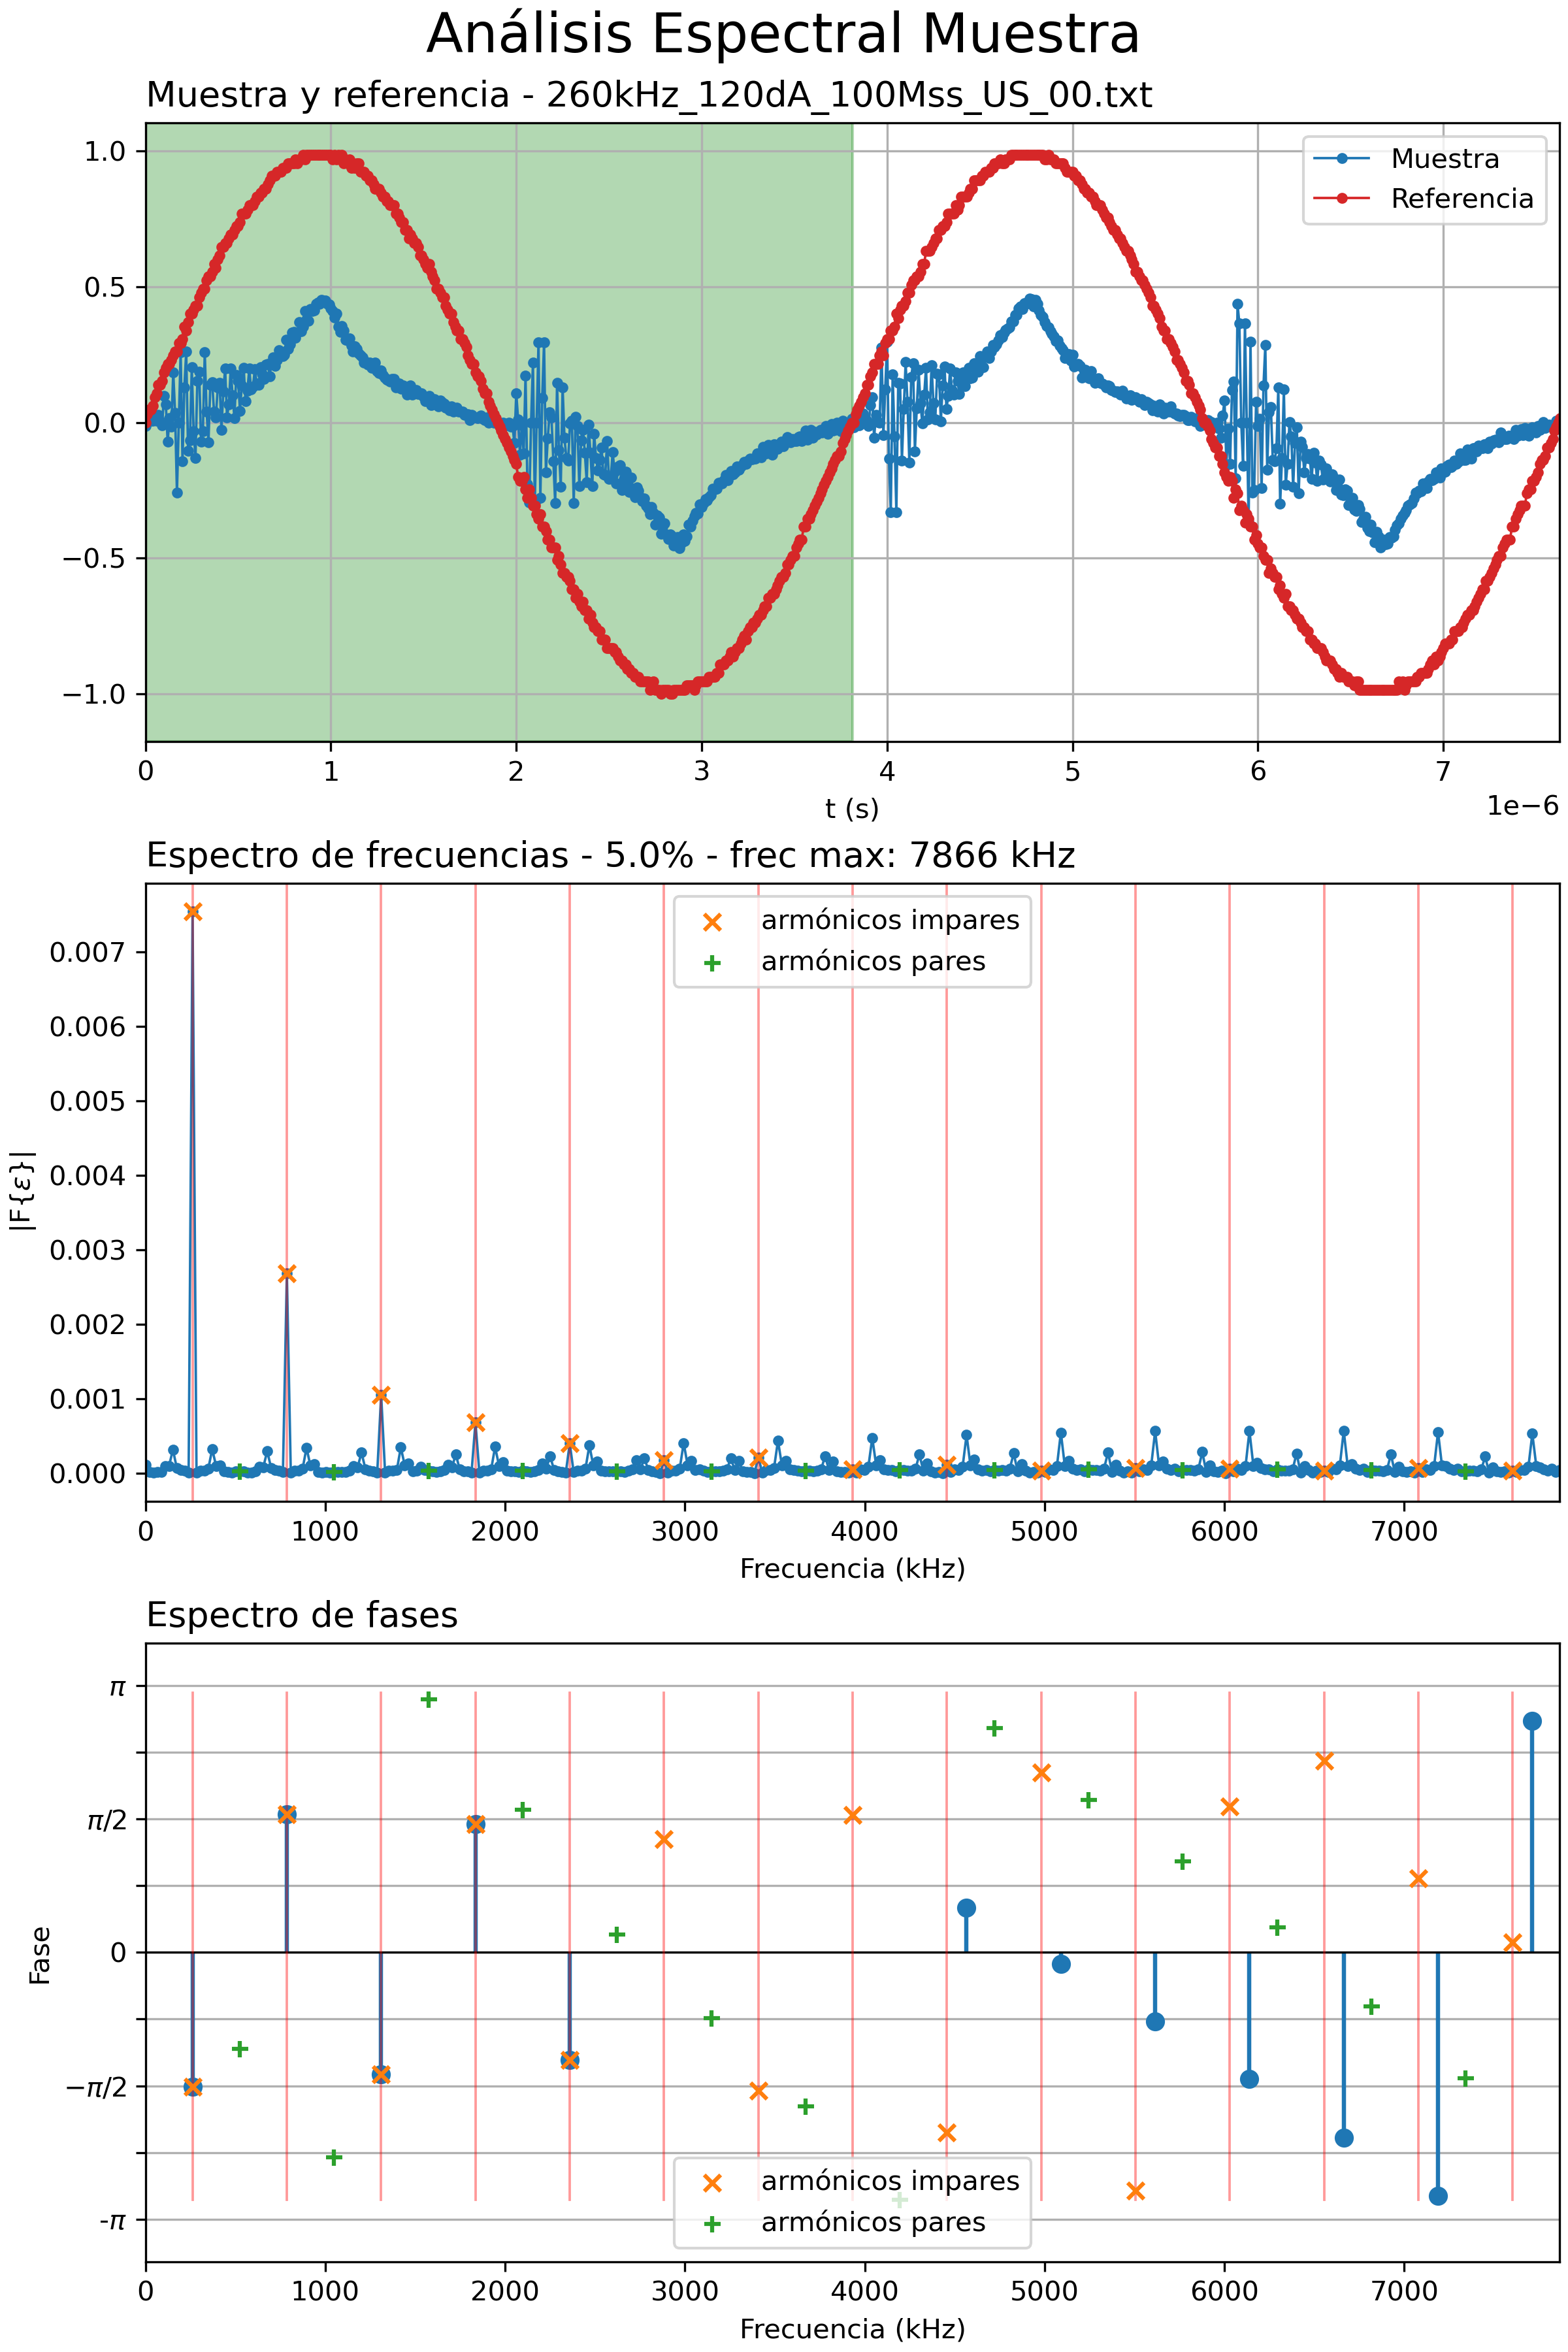 Análisis Espectral Muestra
Muestra y referencia - 260kHz_120dA_100Mss_US_00.txt
1.0
0.5
0.0
−0.5
−1.0
Muestra
Referencia
0 1 2 3 4 5 6 7
t (s)
1e−6
Espectro de frecuencias - 5.0% - frec max: 7866 kHz
|F{ε}|
0.007
0.006
0.005
0.004
0.003
0.002
0.001
0.000
armónicos impares
armónicos pares
0 1000 2000 3000 4000 5000 6000 7000
Frecuencia (kHz)
Espectro de fases
Fase
π
π/2
0
−π/2
-π
armónicos impares
armónicos pares
0 1000 2000 3000 4000 5000 6000 7000
Frecuencia (kHz)